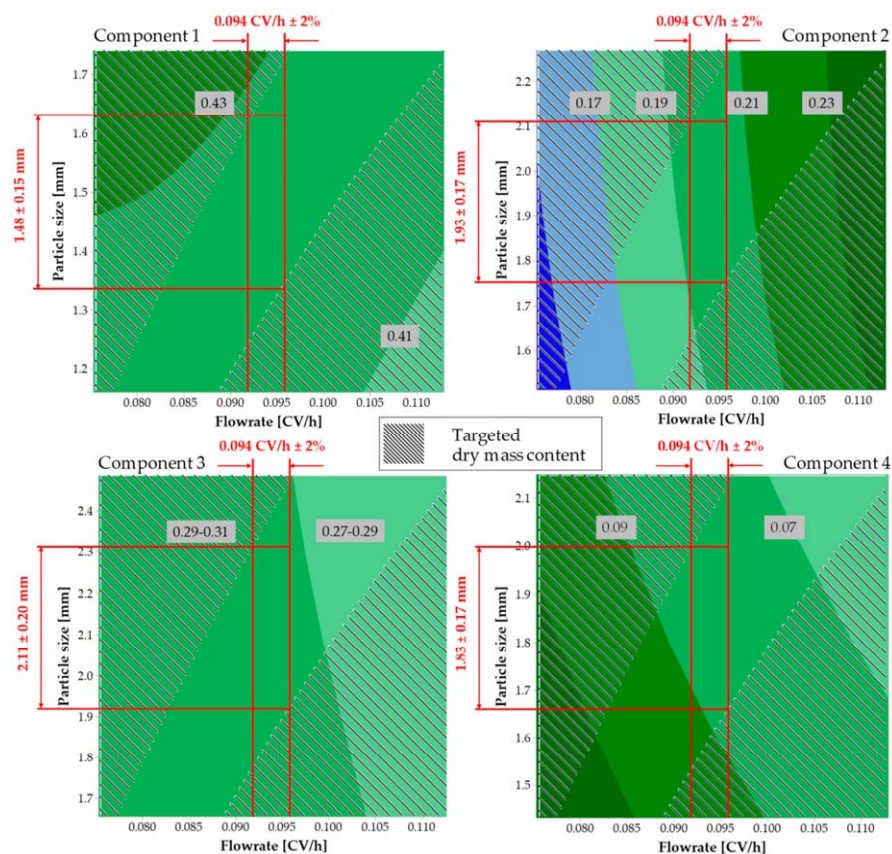 0.094 CV/h ± 2%
Component 1
0.43
0.41
1.48 ± 0.15 mm
Particle size [mm]
1.7
1.6
1.5
1.4
1.3
1.2
0.080 0.085 0.090 0.095 0.100 0.105 0.110
Flowrate [CV/h]
0.094 CV/h ± 2%
Component 2
0.17 0.19 0.21 0.23
1.93 ± 0.17 mm
Particle size [mm]
2.2
2.1
2.0
1.9
1.8
1.7
1.6
0.080 0.085 0.090 0.095 0.100 0.105 0.110
Flowrate [CV/h]
Targeted
dry mass content
0.094 CV/h ± 2%
Component 3
0.29-0.31 0.27-0.29
2.11 ± 0.20 mm
Particle size [mm]
2.4
2.3
2.2
2.1
2.0
1.9
1.8
1.7
0.080 0.085 0.090 0.095 0.100 0.105 0.110
Flowrate [CV/h]
0.094 CV/h ± 2%
Component 4
0.09 0.07
1.83 ± 0.17 mm
Particle size [mm]
2.1
2.0
1.9
1.8
1.7
1.6
1.5
0.080 0.085 0.090 0.095 0.100 0.105 0.110
Flowrate [CV/h]